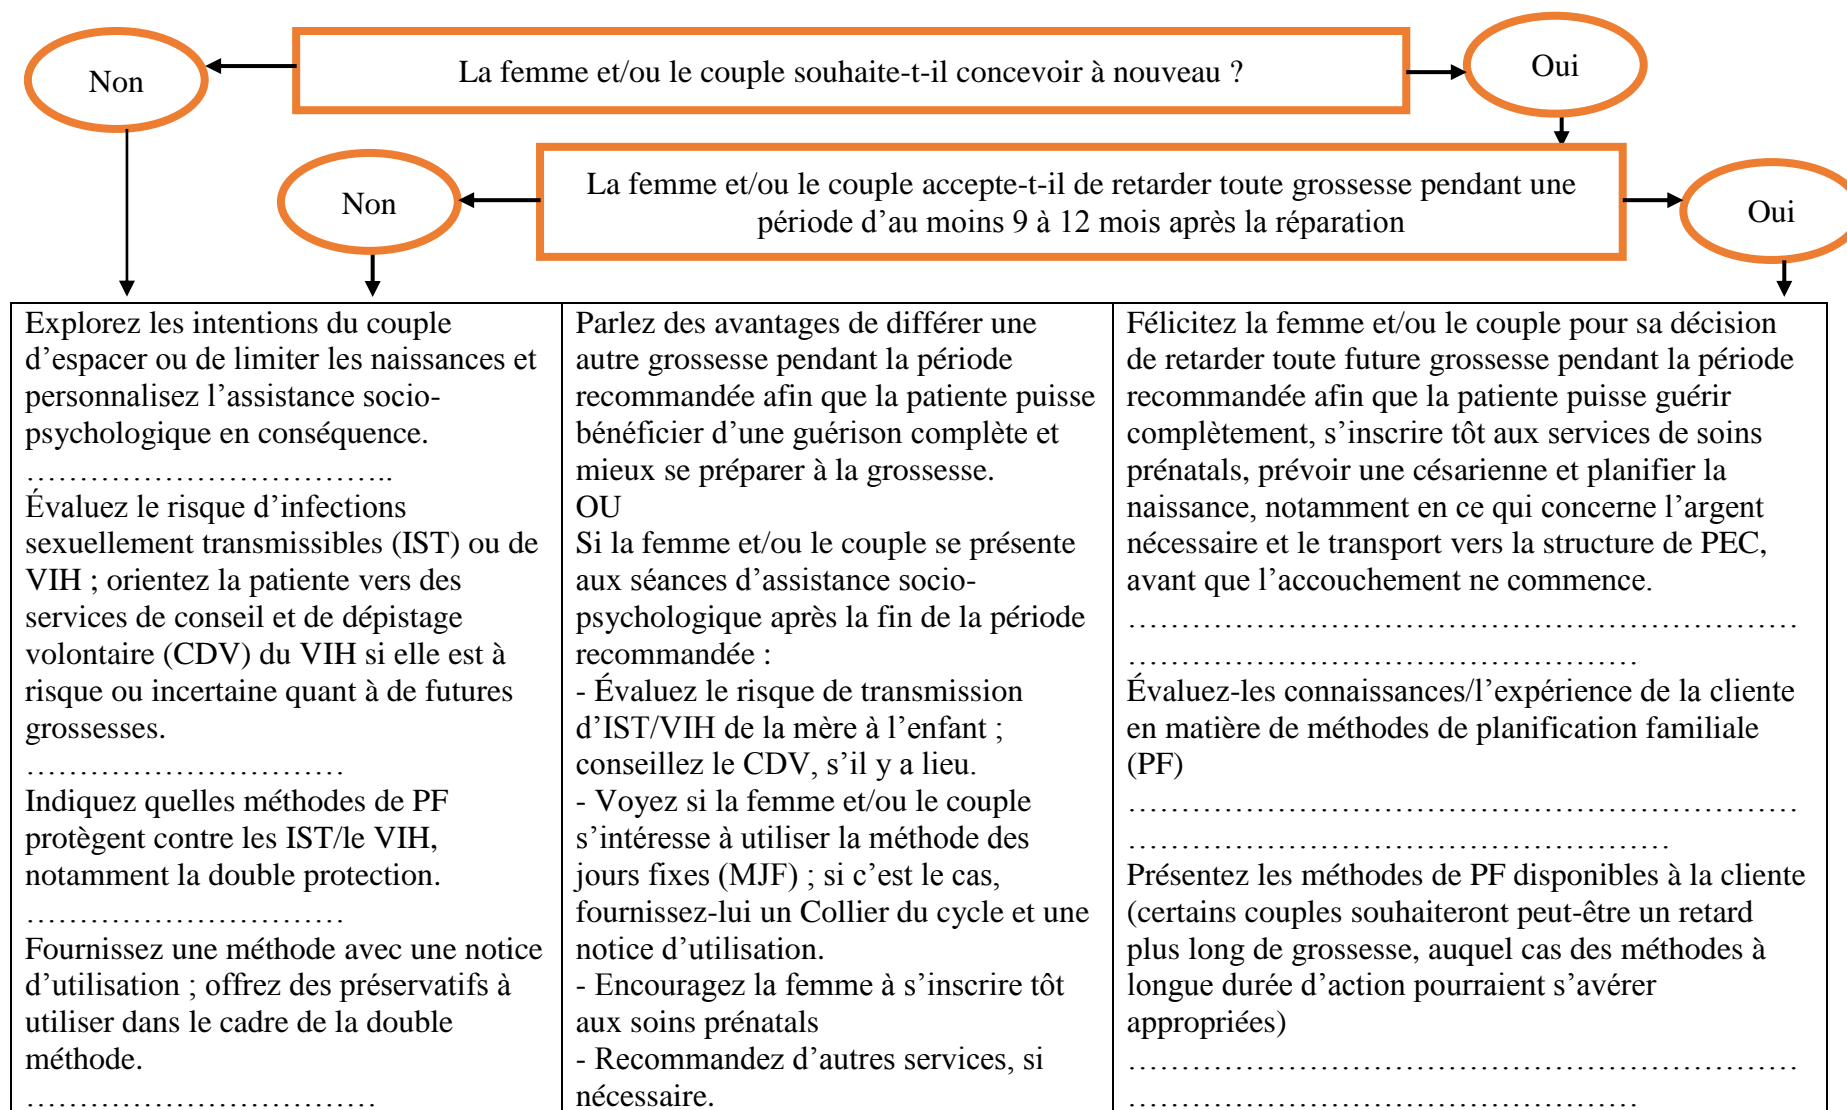 Non
La femme et/ou le couple souhaite-t-il concevoir à nouveau ?
Oui
Non
La femme et/ou le couple accepte-t-il de retarder toute grossesse pendant une
période d’au moins 9 à 12 mois après la réparation
Oui
Explorez les intentions du couple
d’espacer ou de limiter les naissances et
personnalisez l’assistance socio-
psychologique en conséquence.
……………………………..
Évaluez le risque d’infections
sexuellement transmissibles (IST) ou de
VIH ; orientez la patiente vers des
services de conseil et de dépistage
volontaire (CDV) du VIH si elle est à
risque ou incertaine quant à de futures
grossesses.
…………………………
Indiquez quelles méthodes de PF
protègent contre les IST/le VIH,
notamment la double protection.
…………………………
Fournissez une méthode avec une notice
d’utilisation ; offrez des préservatifs à
utiliser dans le cadre de la double
méthode.
……………………………
Parlez des avantages de différer une
autre grossesse pendant la période
recommandée afin que la patiente puisse
bénéficier d’une guérison complète et
mieux se préparer à la grossesse.
OU
Si la femme et/ou le couple se présente
aux séances d’assistance socio-
psychologique après la fin de la période
recommandée :
- Évaluez le risque de transmission
d’IST/VIH de la mère à l’enfant ;
conseillez le CDV, s’il y a lieu.
- Voyez si la femme et/ou le couple
s’intéresse à utiliser la méthode des
jours fixes (MJF) ; si c’est le cas,
fournissez-lui un Collier du cycle et une
notice d’utilisation.
- Encouragez la femme à s’inscrire tôt
aux soins prénatals
- Recommandez d’autres services, si
nécessaire.
Félicitez la femme et/ou le couple pour sa décision
de retarder toute future grossesse pendant la période
recommandée afin que la patiente puisse guérir
complètement, s’inscrire tôt aux services de soins
prénatals, prévoir une césarienne et planifier la
naissance, notamment en ce qui concerne l’argent
nécessaire et le transport vers la structure de PEC,
avant que l’accouchement ne commence.
………………………………………………………
…………………………………………
Évaluez-les connaissances/l’expérience de la cliente
en matière de méthodes de planification familiale
(PF)
………………………………………………………
……………………………………………
Présentez les méthodes de PF disponibles à la cliente
(certains couples souhaiteront peut-être un retard
plus long de grossesse, auquel cas des méthodes à
longue durée d’action pourraient s’avérer
appropriées)
………………………………………………………
…………………………………………